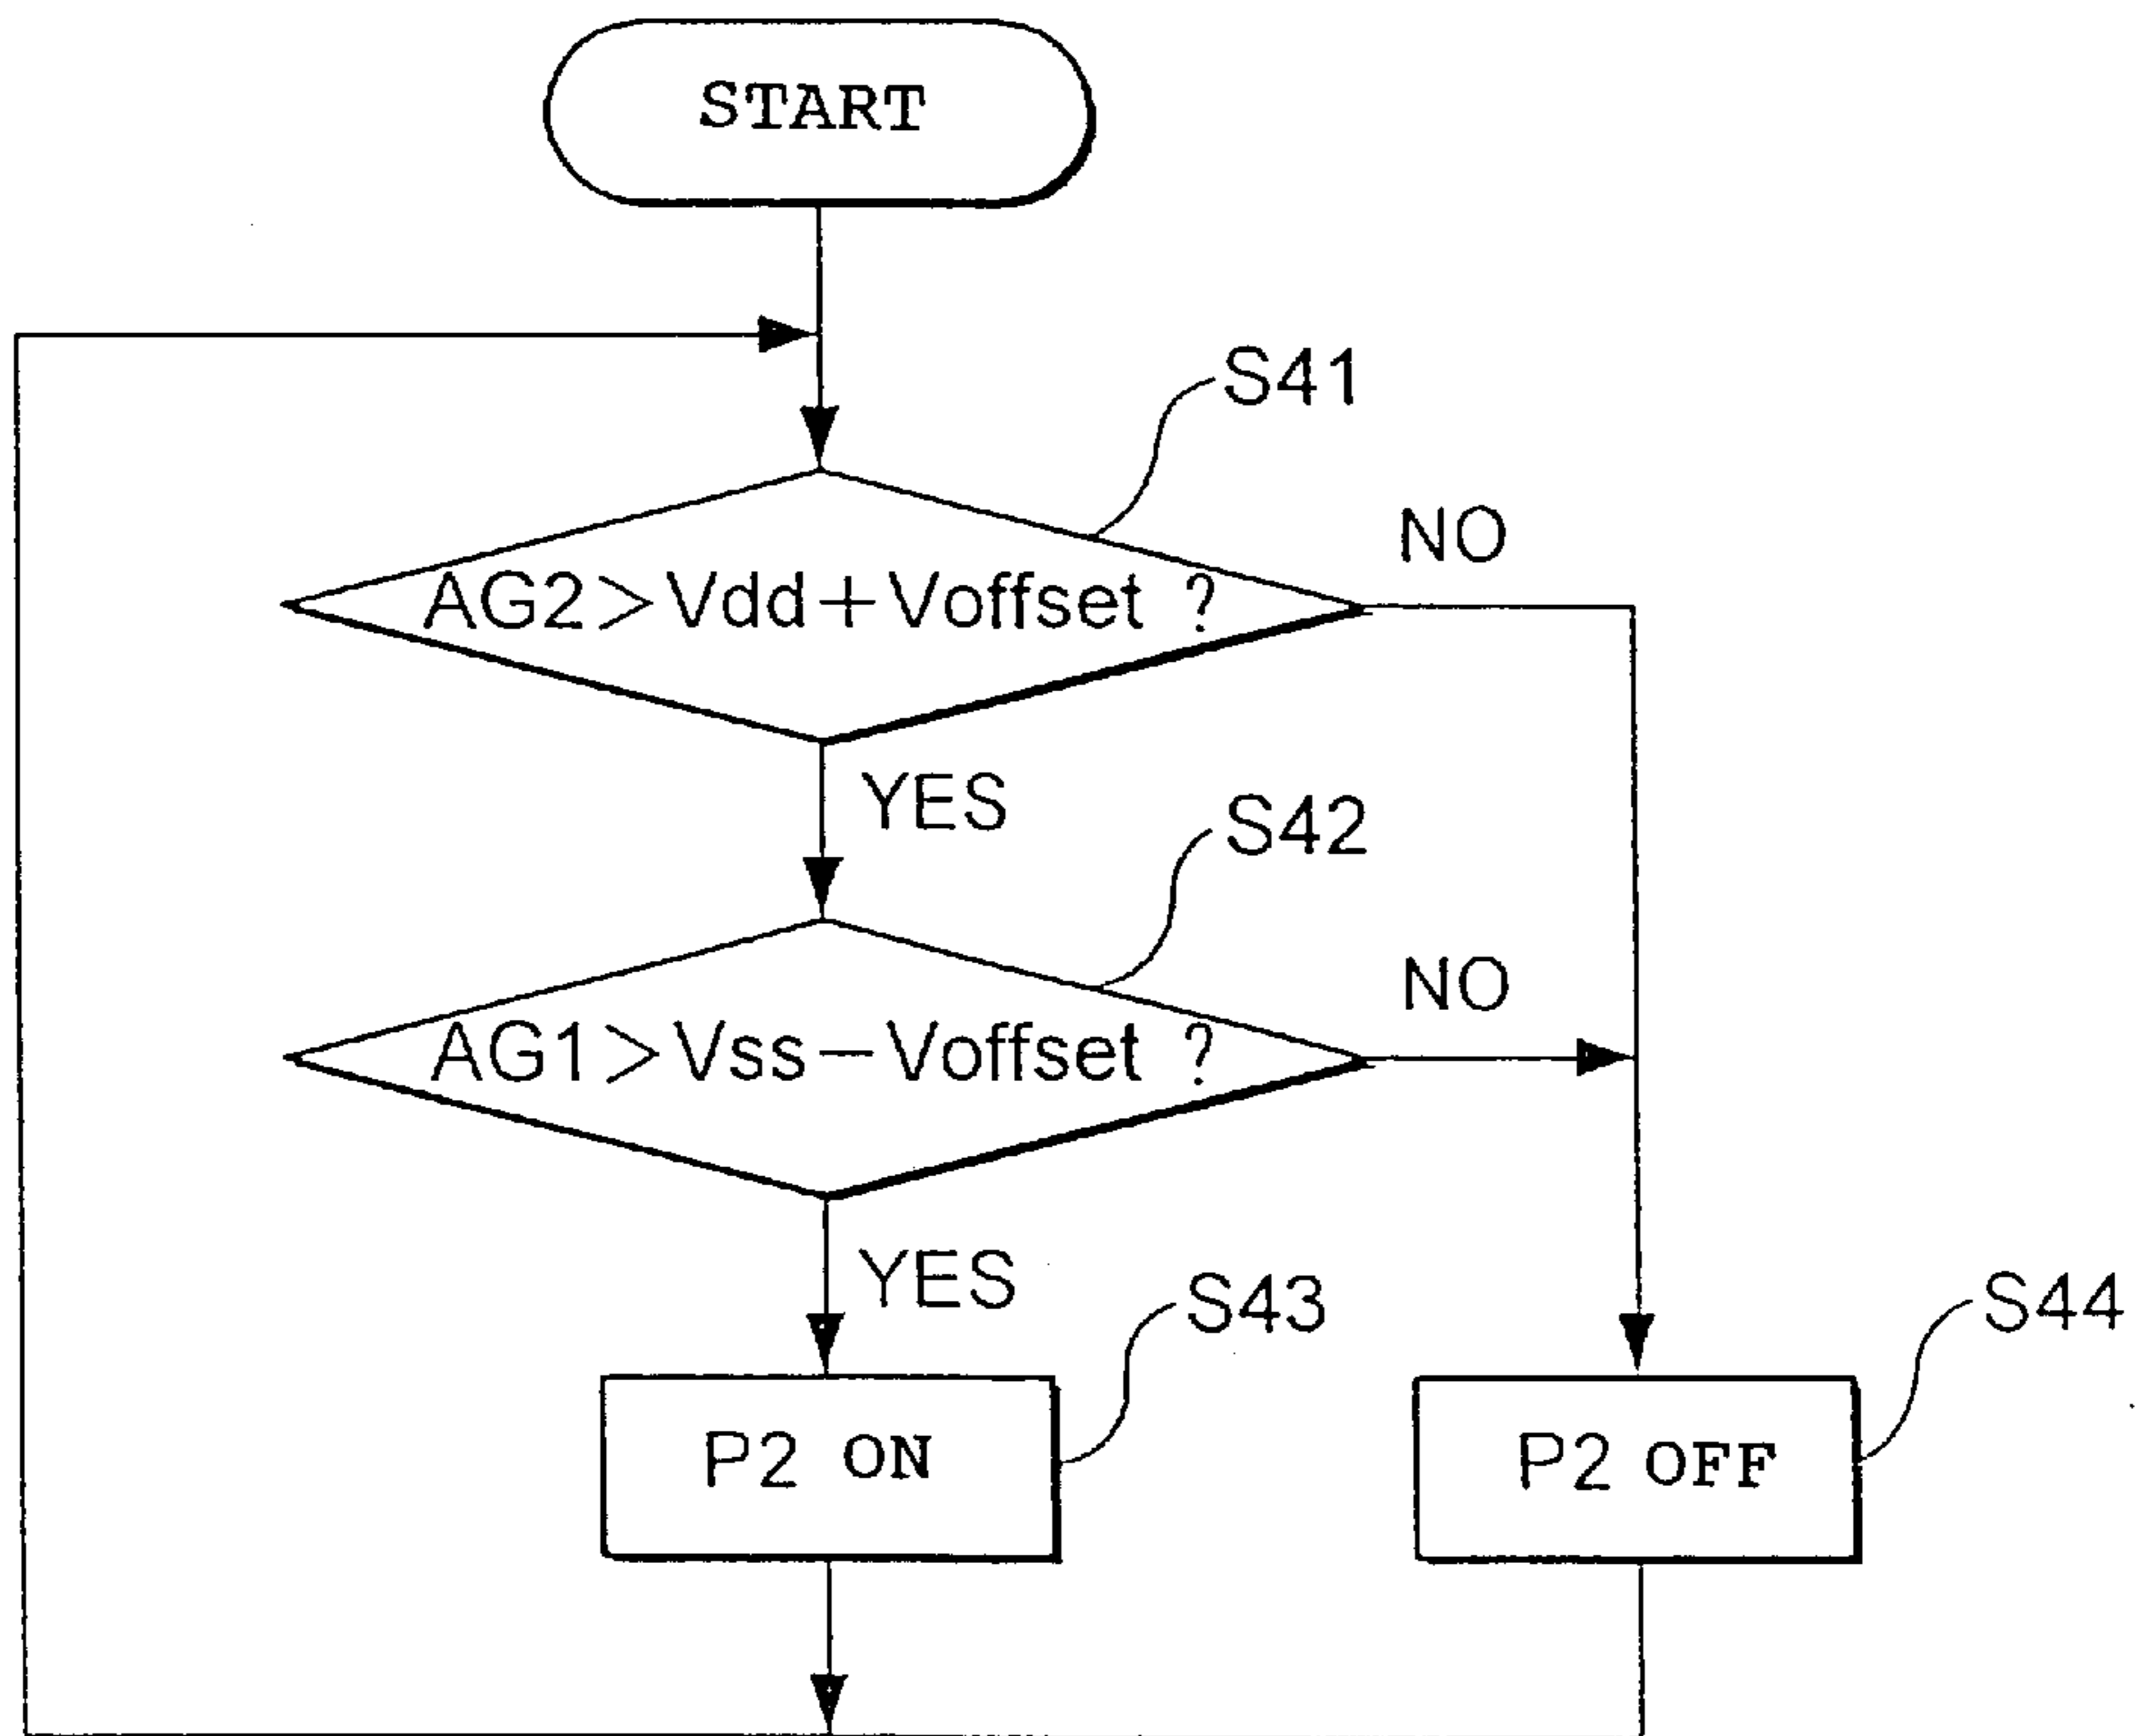 START
S41
NO
AG2>Vdd+Voffset ?
YES
S42
NO
AG1>Vss−Voffset ?
YES
S43
S44
P2 ON
P2 OFF